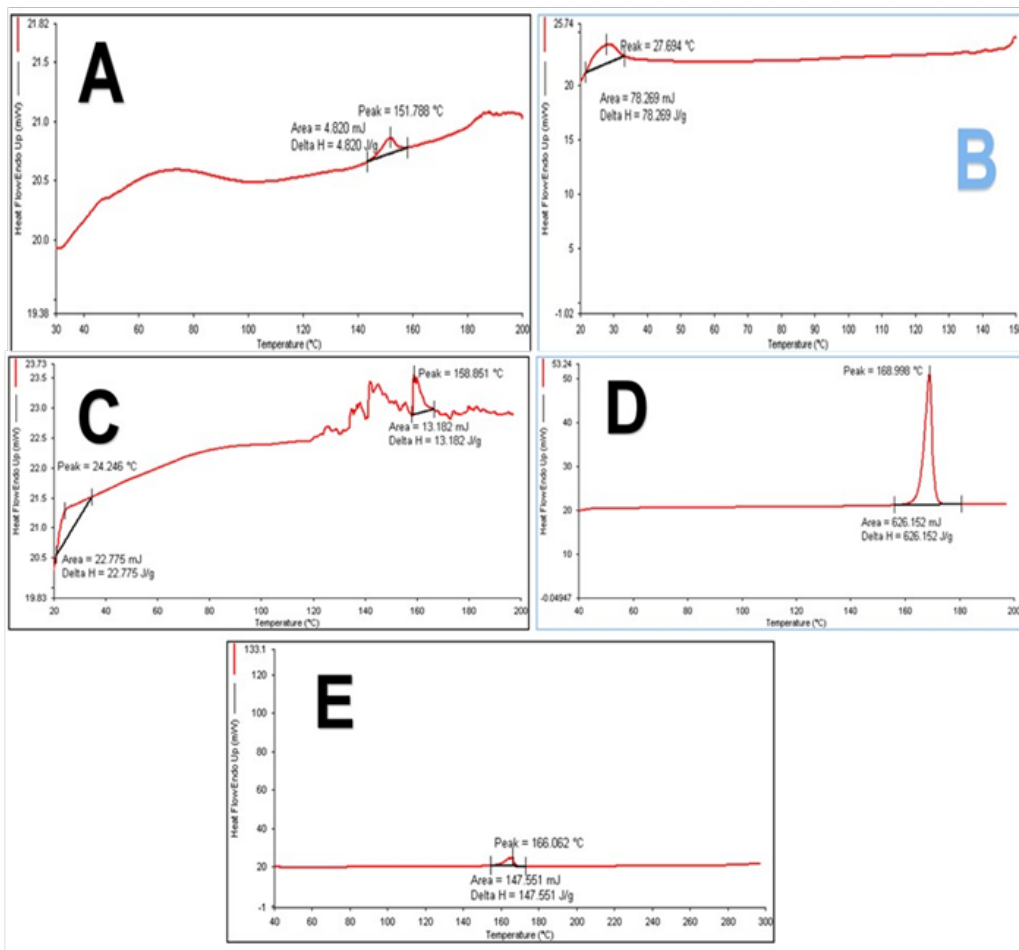 A
21.82
21.5
21.0
20.5
20.0
19.38
Heat Flow Endo Up (mW)
Peak = 151.788 °C
Area = 4.820 mJ
Delta H = 4.820 J/g
30 40 60 80 100 120 140 160 180 200
Temperature (°C)
B
25.74
20
15
10
5
-1.02
Heat Flow Endo Up (mW)
Peak = 27.694 °C
Area = 78.269 mJ
Delta H = 78.269 J/g
20 30 40 50 60 70 80 90 100 110 120 130 140 150
Temperature (°C)
C
23.73
23.5
23.0
22.5
22.0
21.5
21.0
20.5
19.83
Heat Flow Endo Up (mW)
Peak = 158.851 °C
Area = 13.182 mJ
Delta H = 13.182 J/g
Peak = 24.246 °C
Area = 22.775 mJ
Delta H = 22.775 J/g
20 40 60 80 100 120 140 160 180 200
Temperature (°C)
D
53.24
50
40
30
20
10
-0.04947
Heat Flow Endo Up (mW)
Peak = 168.998 °C
Area = 626.152 mJ
Delta H = 626.152 J/g
40 60 80 100 120 140 160 180 200
Temperature (°C)
E
133.1
120
100
80
60
40
20
-1
Heat Flow Endo Up (mW)
Peak = 166.062 °C
Area = 147.551 mJ
Delta H = 147.551 J/g
40 60 80 100 120 140 160 180 200 220 240 260 280 300
Temperature (°C)